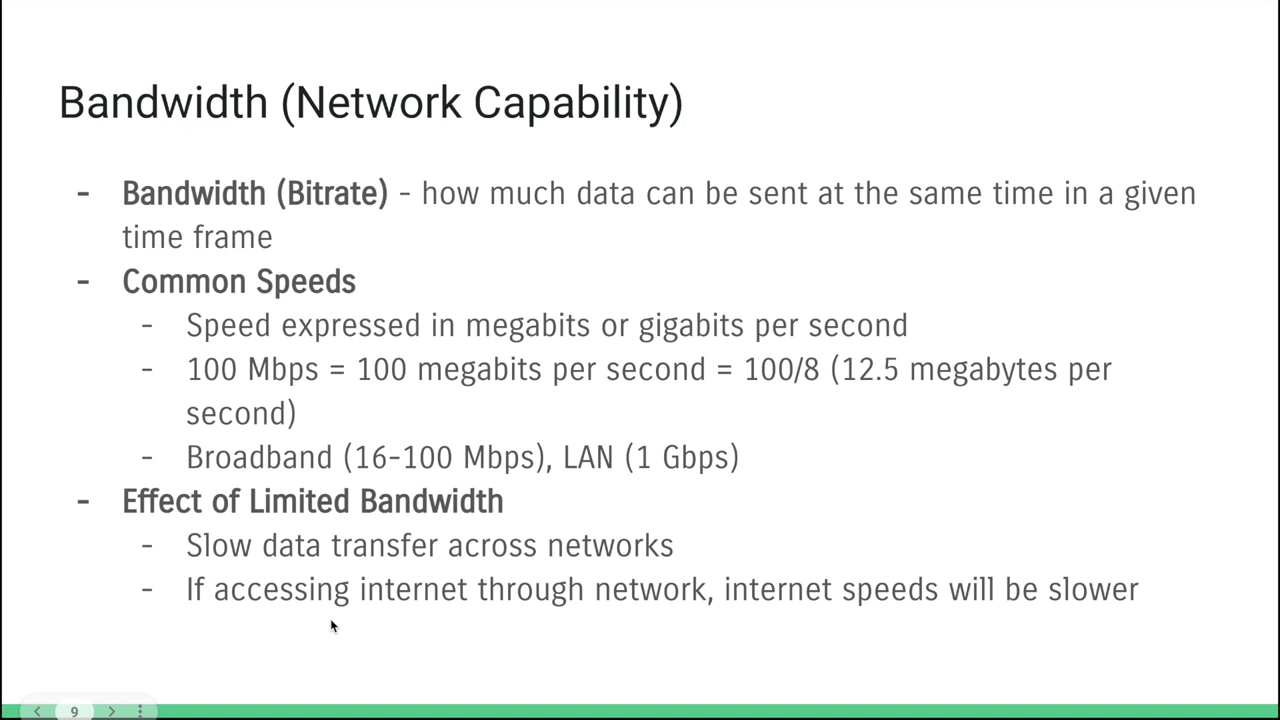 Bandwidth (Network Capability)
- Bandwidth (Bitrate) - how much data can be sent at the same time in a given
time frame
- Common Speeds
- Speed expressed in megabits or gigabits per second
- 100 Mbps = 100 megabits per second = 100/8 (12.5 megabytes per
second)
- Broadband (16-100 Mbps), LAN (1 Gbps)
- Effect of Limited Bandwidth
- Slow data transfer across networks
- If accessing internet through network, internet speeds will be slower
9